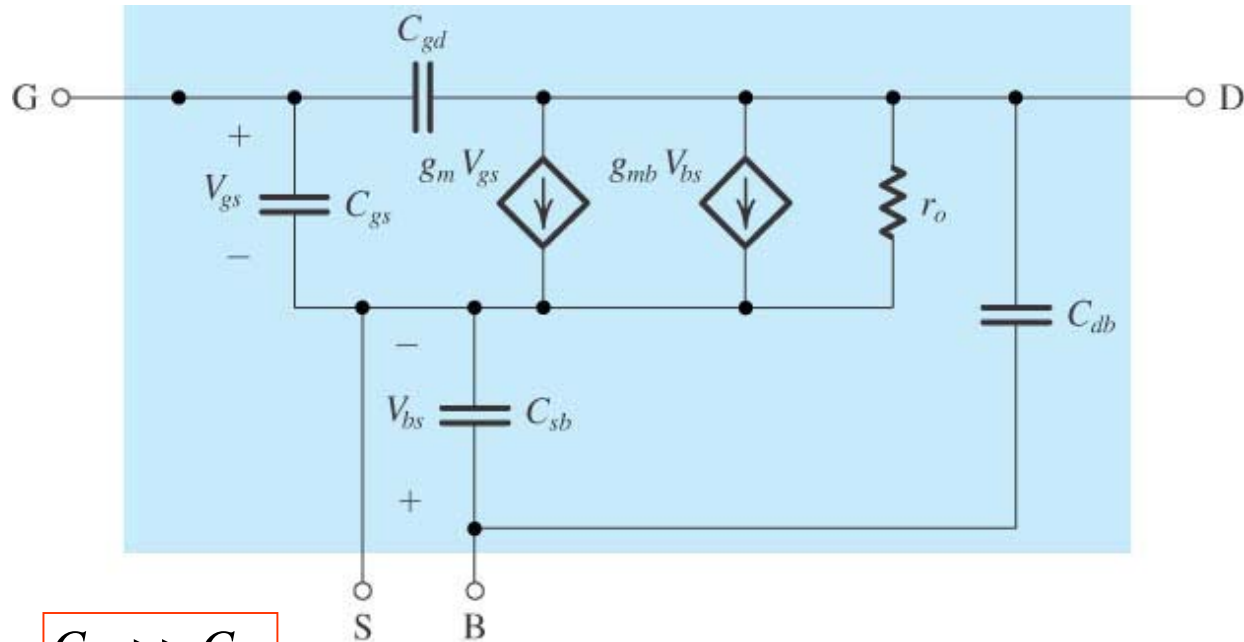 C_gd
G
D
+
V_gs
−
C_gs
g_m V_gs
g_mb V_bs
r_o
C_db
−
V_bs
+
C_sb
S
B